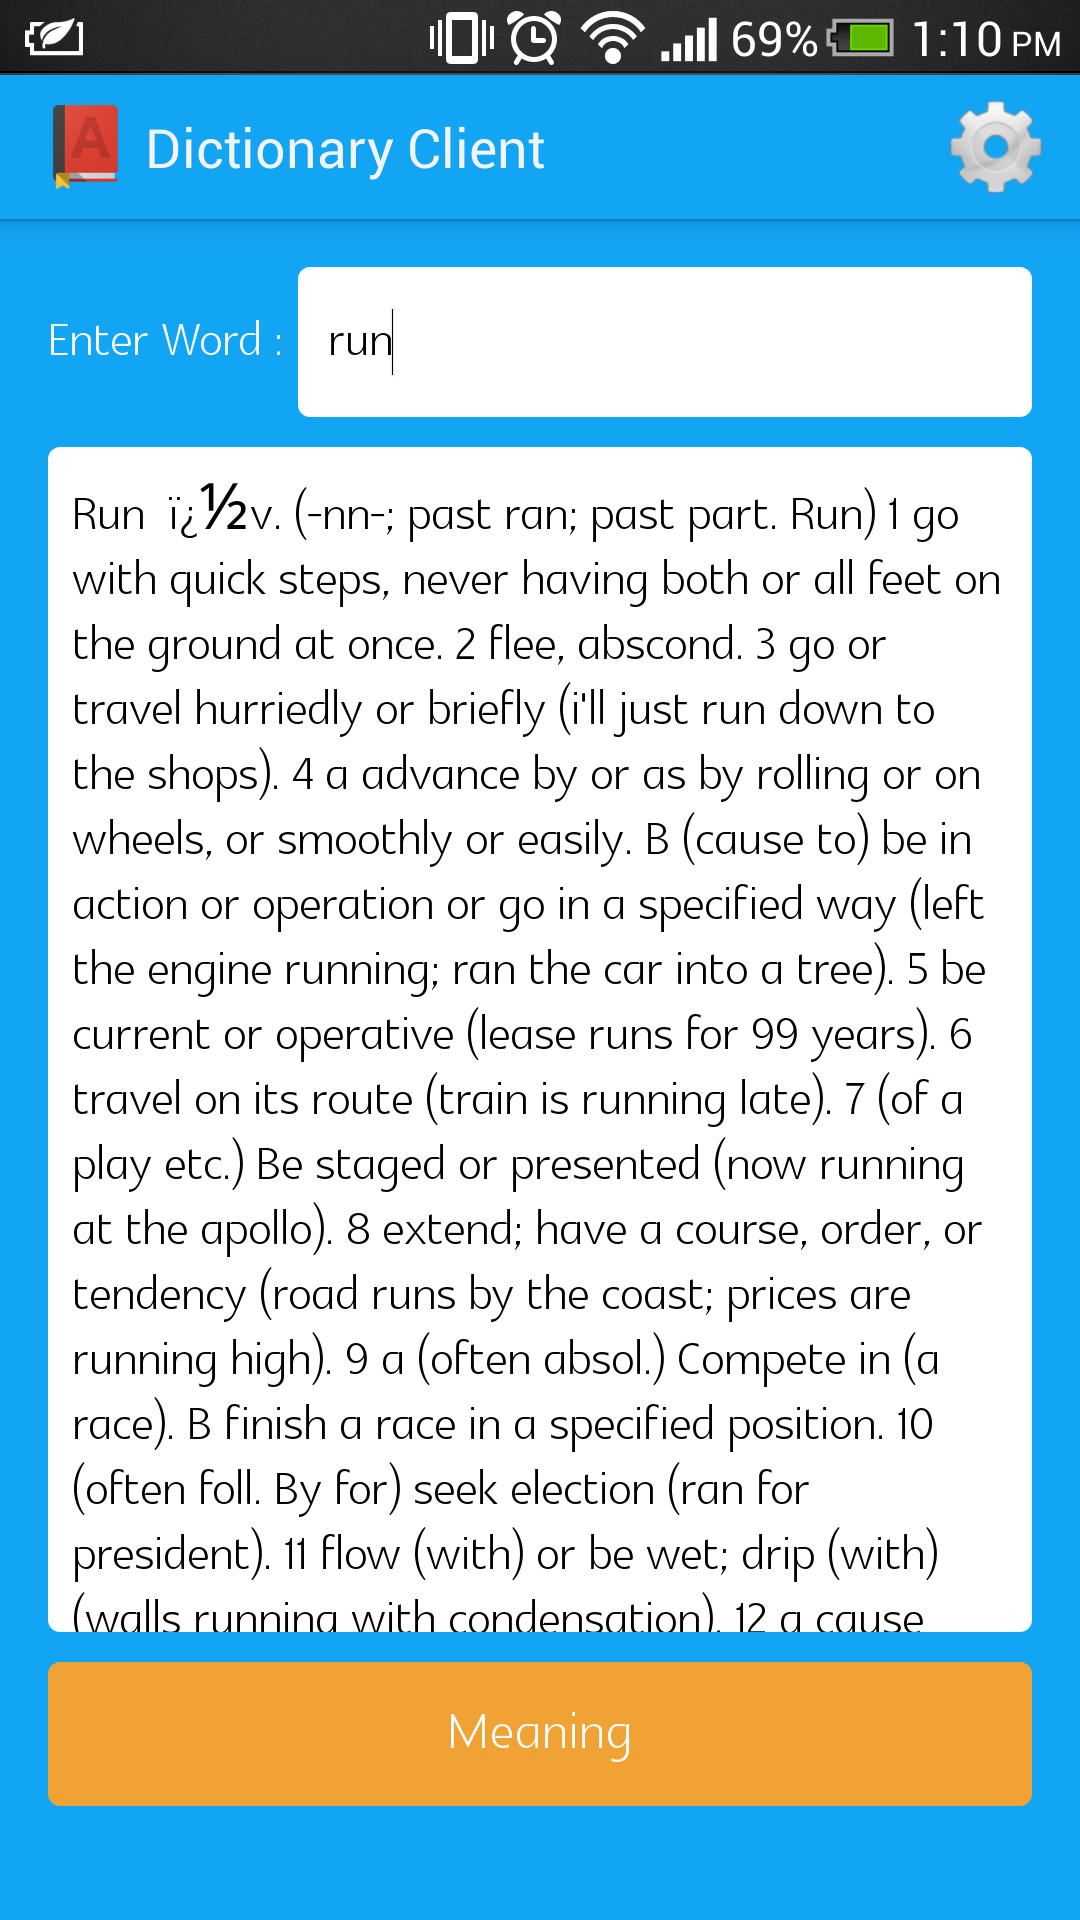 69% 1:10 PM
A
Dictionary Client
Enter Word : run
Run ï¿½v. (-nn-; past ran; past part. Run) 1 go
with quick steps, never having both or all feet on
the ground at once. 2 flee, abscond. 3 go or
travel hurriedly or briefly (i'll just run down to
the shops). 4 a advance by or as by rolling or on
wheels, or smoothly or easily. B (cause to) be in
action or operation or go in a specified way (left
the engine running; ran the car into a tree). 5 be
current or operative (lease runs for 99 years). 6
travel on its route (train is running late). 7 (of a
play etc.) Be staged or presented (now running
at the apollo). 8 extend; have a course, order, or
tendency (road runs by the coast; prices are
running high). 9 a (often absol.) Compete in (a
race). B finish a race in a specified position. 10
(often foll. By for) seek election (ran for
president). 11 flow (with) or be wet; drip (with)
(walls running with condensation). 12 a cause
Meaning